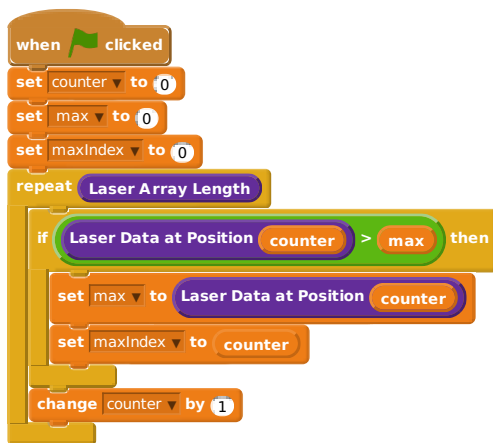 when clicked
set counter to 0
set max to 0
set maxIndex to 0
repeat Laser Array Length
if Laser Data at Position counter > max then
set max to Laser Data at Position counter
set maxIndex to counter
change counter by 1